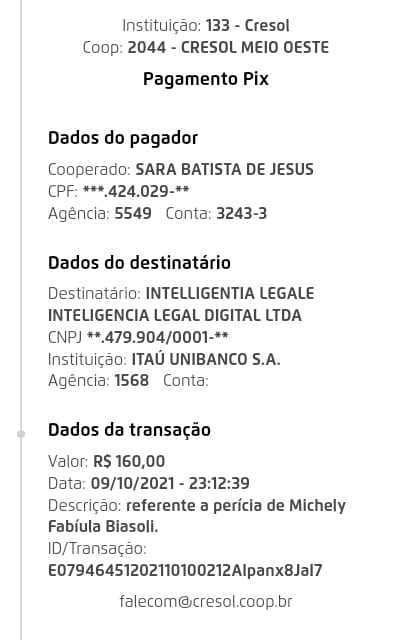 Instituição: 133 - Cresol
Coop: 2044 - CRESOL MEIO OESTE
Pagamento Pix
Dados do pagador
Cooperado: SARA BATISTA DE JESUS
CPF: ***.424.029-**
Agência: 5549 Conta: 3243-3
Dados do destinatário
Destinatário: INTELLIGENTIA LEGALE
INTELIGENCIA LEGAL DIGITAL LTDA
CNPJ **.479.904/0001-**
Instituição: ITAÚ UNIBANCO S.A.
Agência: 1568 Conta:
Dados da transação
Valor: R$ 160,00
Data: 09/10/2021 - 23:12:39
Descrição: referente a perícia de Michely
Fabíula Biasoli.
ID/Transação:
E07946451202110100212Alpanx8Jal7
falecom@cresol.coop.br